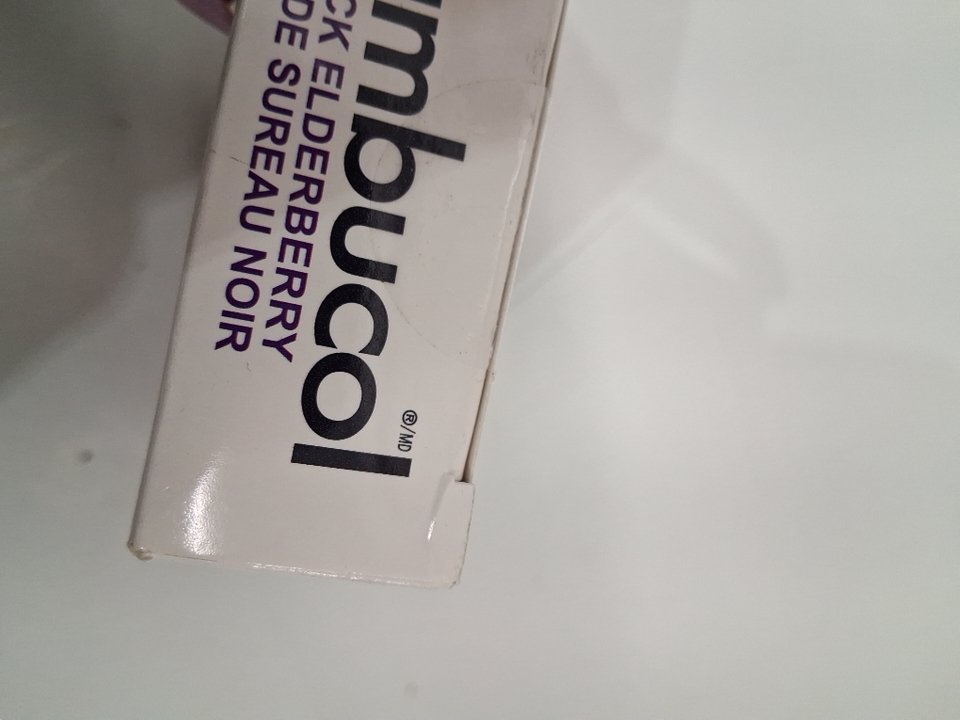 mbucol
®/MD
CK ELDERBERRY
DE SUREAU NOIR